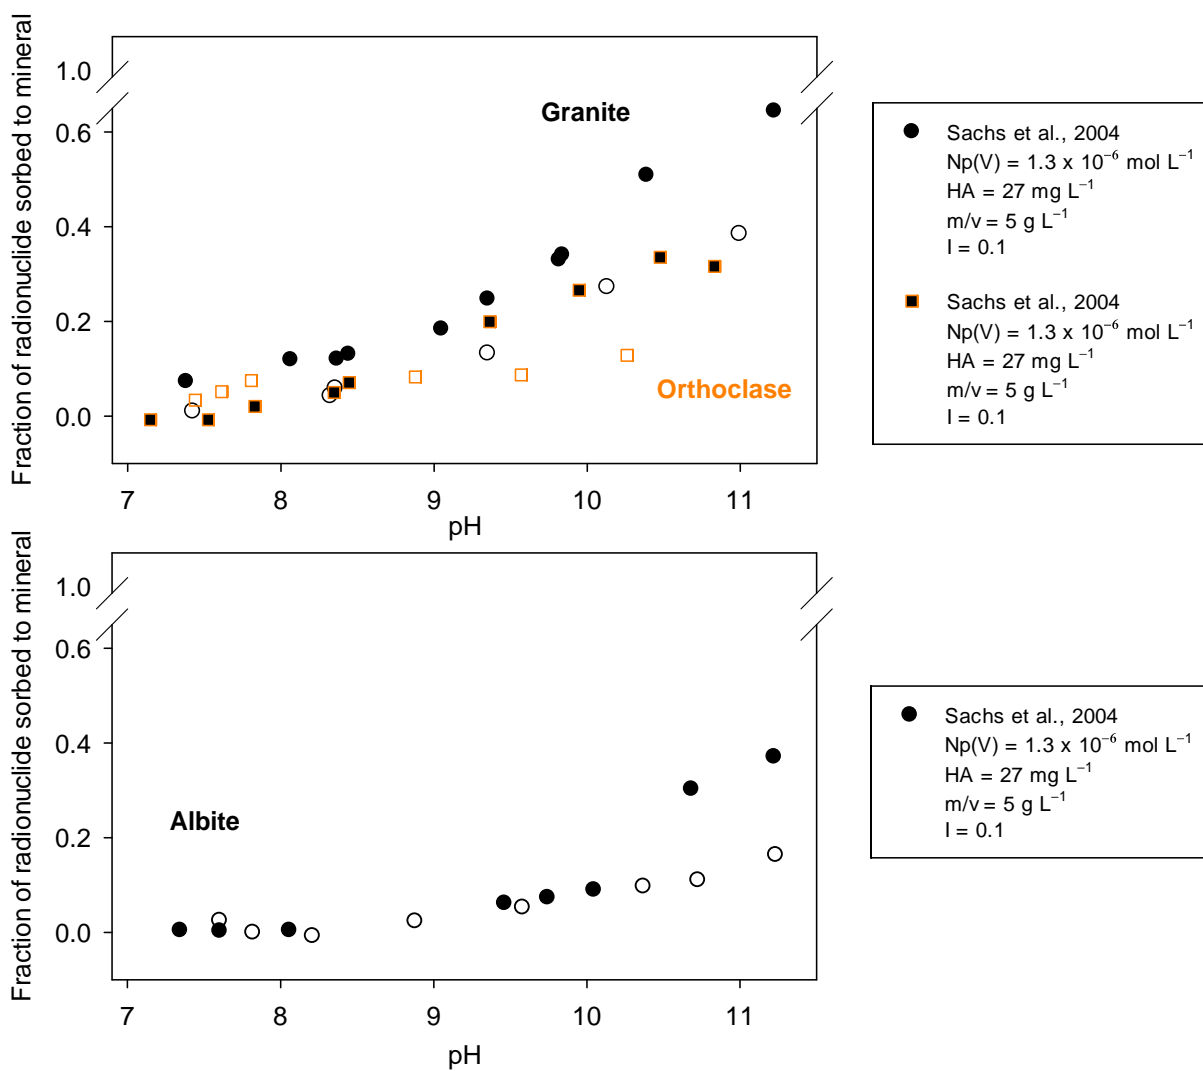 Fraction of radionuclide sorbed to mineral
1.0
0.6
0.4
0.2
0.0
Granite
Orthoclase
7 8 9 10 11
pH
Sachs et al., 2004
Np(V) = 1.3 x 10⁻⁶ mol L⁻¹
HA = 27 mg L⁻¹
m/v = 5 g L⁻¹
I = 0.1
Sachs et al., 2004
Np(V) = 1.3 x 10⁻⁶ mol L⁻¹
HA = 27 mg L⁻¹
m/v = 5 g L⁻¹
I = 0.1
Fraction of radionuclide sorbed to mineral
1.0
0.6
0.4
0.2
0.0
Albite
7 8 9 10 11
pH
Sachs et al., 2004
Np(V) = 1.3 x 10⁻⁶ mol L⁻¹
HA = 27 mg L⁻¹
m/v = 5 g L⁻¹
I = 0.1